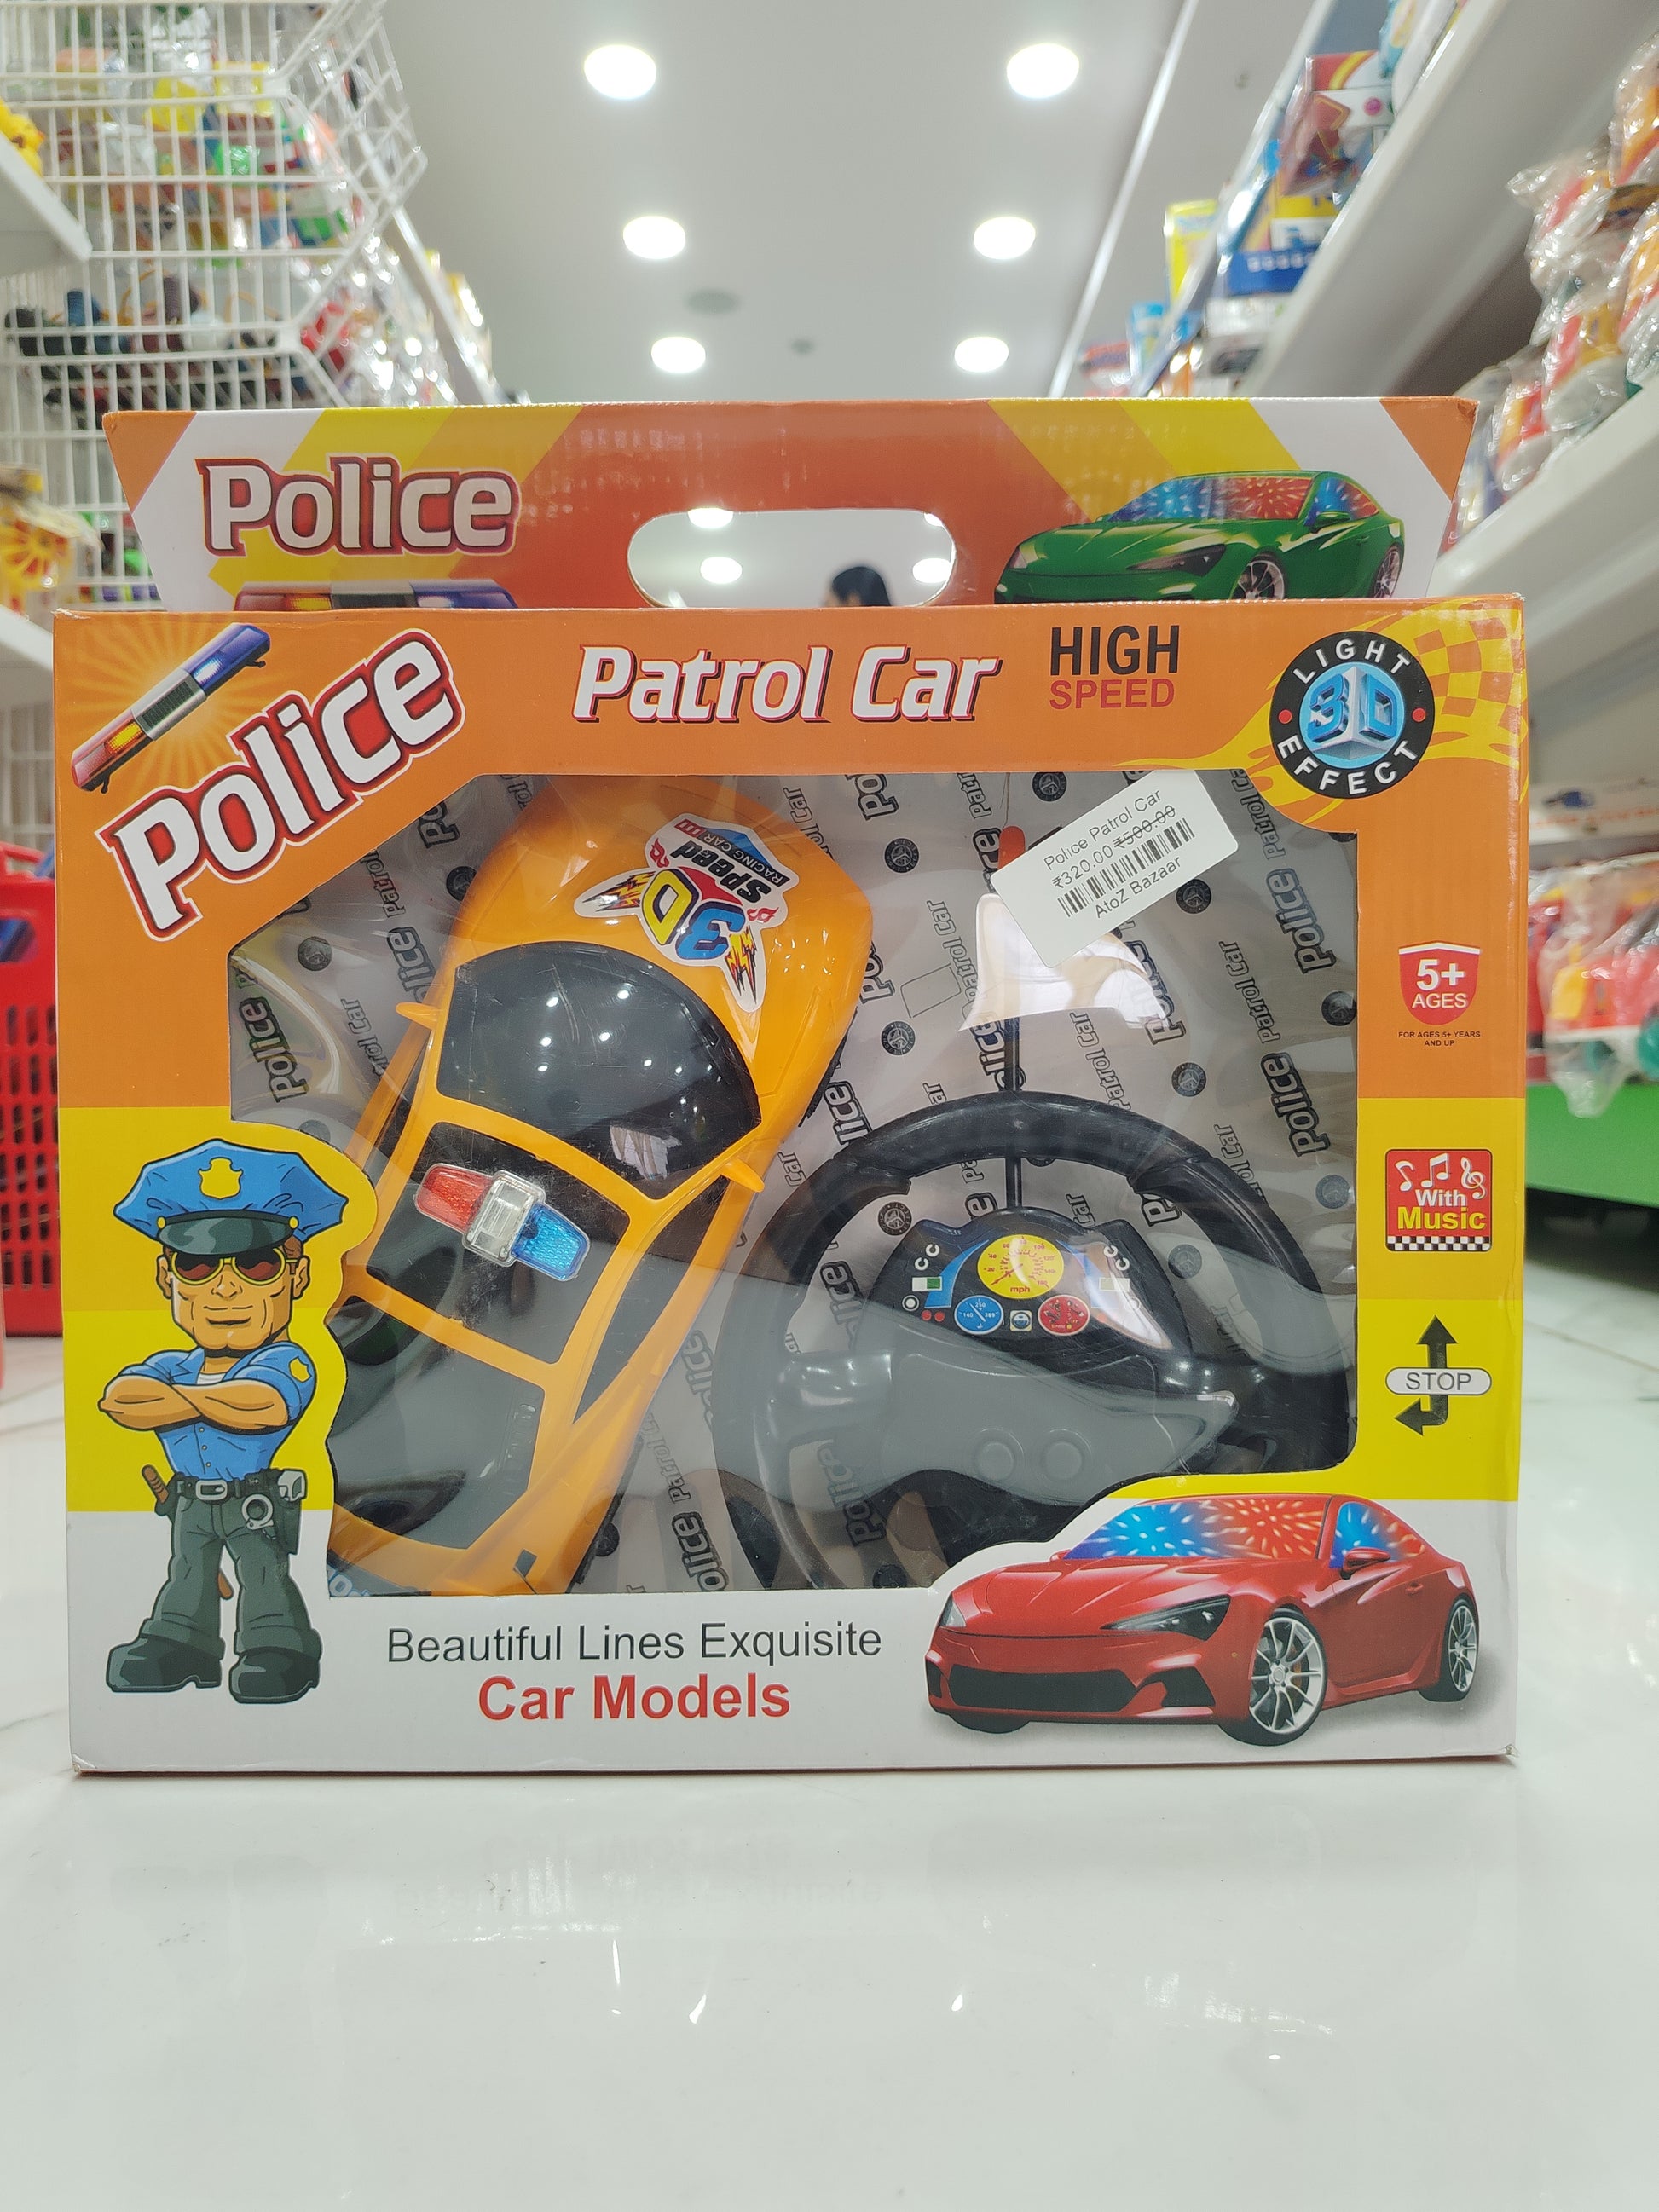 Police
Police
Patrol Car
HIGH
SPEED
LIGHT
3D
EFFECT
Police Patrol Car
₹320.00 ₹500.00
AtoZ Bazaar
3D
Speed
RACING CAR
5+
AGES
FOR AGES 5+ YEARS
AND UP
With
Music
mph
STOP
Beautiful Lines Exquisite
Car Models